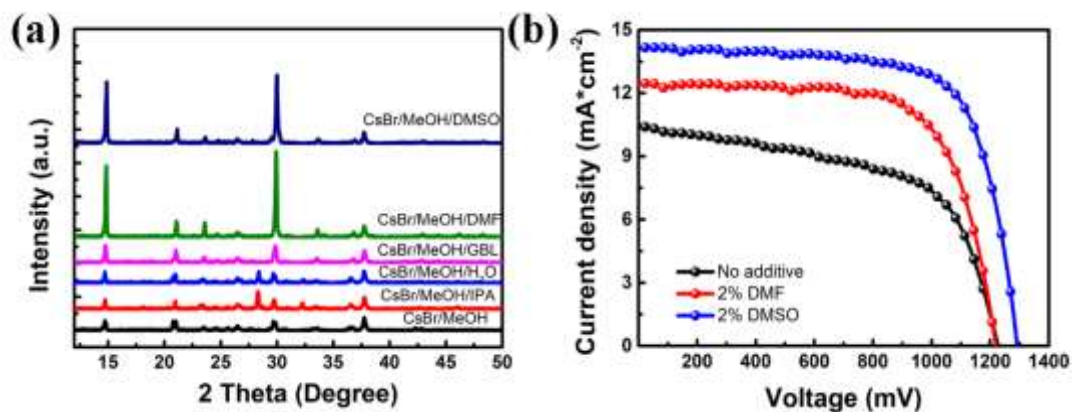 (a)
Intensity (a.u.)
CsBr/MeOH/DMSO
CsBr/MeOH/DMF
CsBr/MeOH/GBL
CsBr/MeOH/H₂O
CsBr/MeOH/IPA
CsBr/MeOH
15 20 25 30 35 40 45 50
2 Theta (Degree)
(b)
Current density (mA*cm⁻²)
15
12
9
6
3
0
No additive
2% DMF
2% DMSO
200 400 600 800 1000 1200 1400
Voltage (mV)